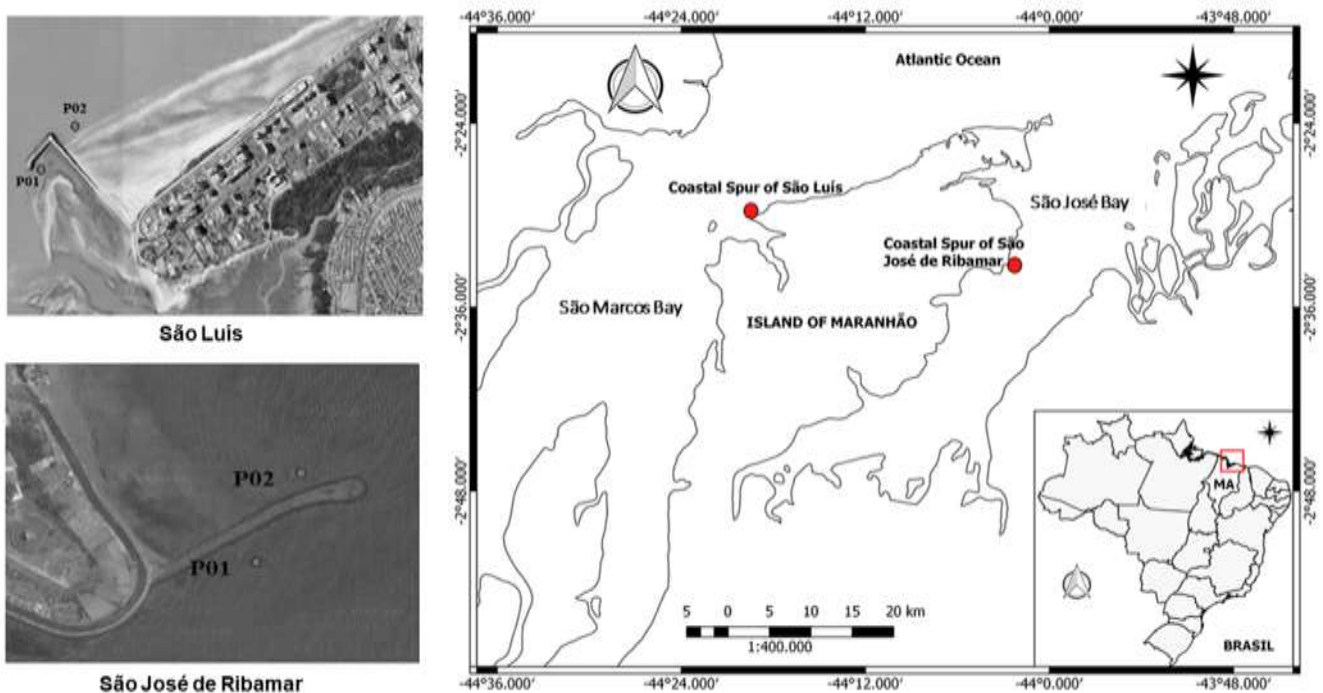 P02
P01
São Luis
P02
P01
São José de Ribamar
-44°36.000' -44°24.000' -44°12.000' -44°0.000' -43°48.000'
Atlantic Ocean
-2°24.000' -2°24.000'
Coastal Spur of São Luís
São José Bay
Coastal Spur of São
José de Ribamar
São Marcos Bay
ISLAND OF MARANHÃO
-2°36.000' -2°36.000'
-2°48.000' -2°48.000'
MA
5 0 5 10 15 20 km
1:400.000
BRASIL
-44°36.000' -44°24.000' -44°12.000' -44°0.000' -43°48.000'